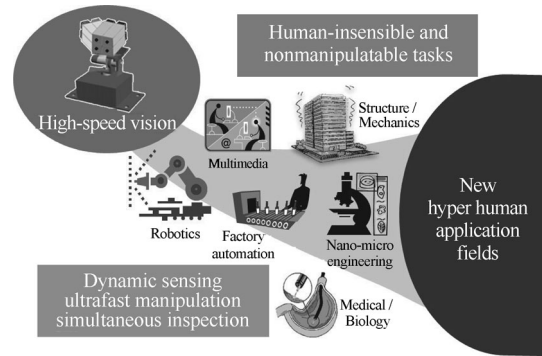 Human-insensible and
nonmanipulatable tasks
High-speed vision
Structure /
Mechanics
@
Multimedia
Robotics
Factory
automation
Nano-micro
engineering
New
hyper human
application
fields
Dynamic sensing
ultrafast manipulation
simultaneous inspection
Medical /
Biology